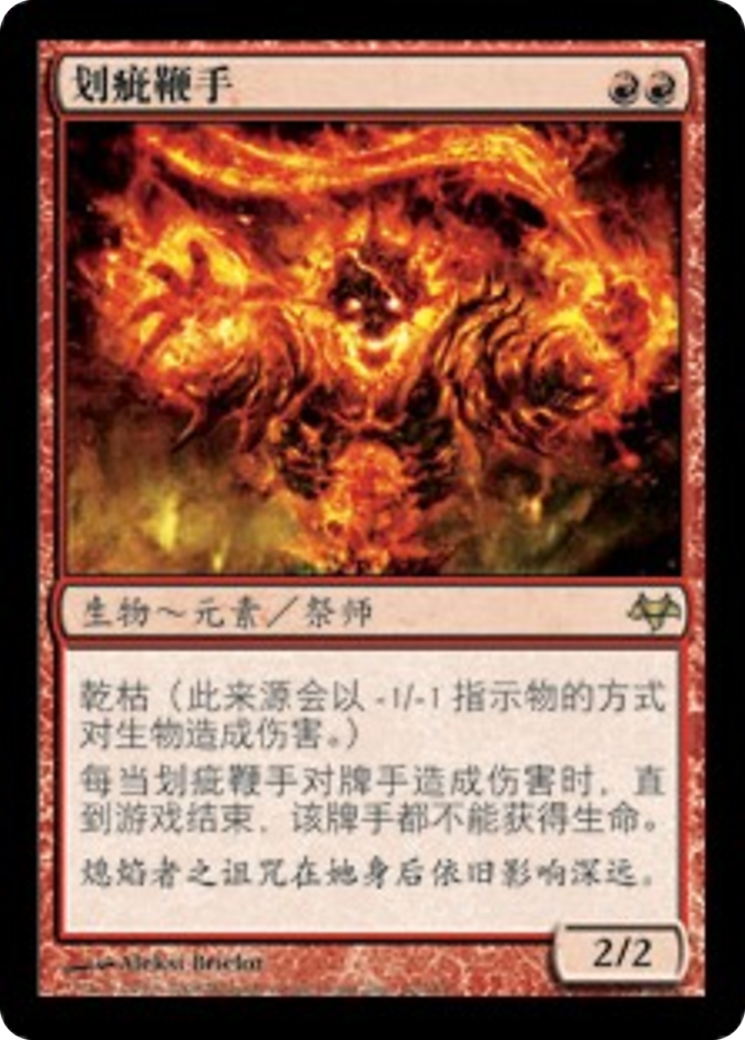 划疵鞭手
生物～元素／祭师
乾枯（此来源会以 -1/-1 指示物的方式
对生物造成伤害。）
每当划疵鞭手对牌手造成伤害时，直
到游戏结束，该牌手都不能获得生命。
熄焰者之诅咒在她身后依旧影响深远。
Aleksi Briclot
2/2